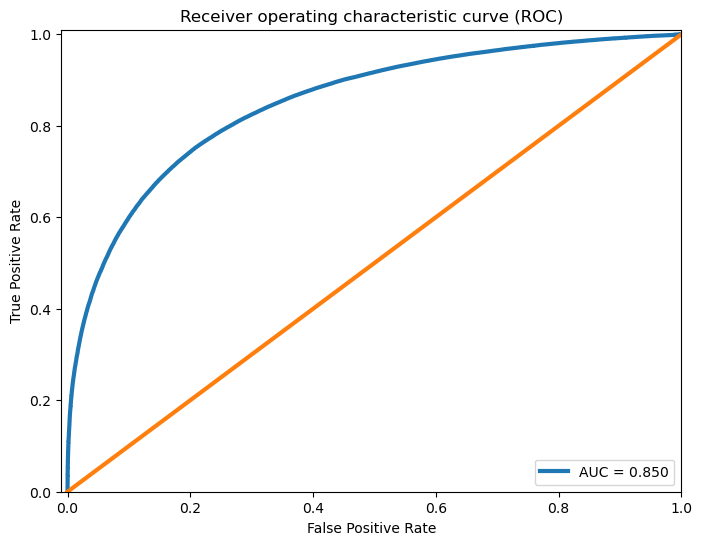 Receiver operating characteristic curve (ROC)
True Positive Rate
1.0
0.8
0.6
0.4
0.2
0.0
AUC = 0.850
0.0 0.2 0.4 0.6 0.8 1.0
False Positive Rate